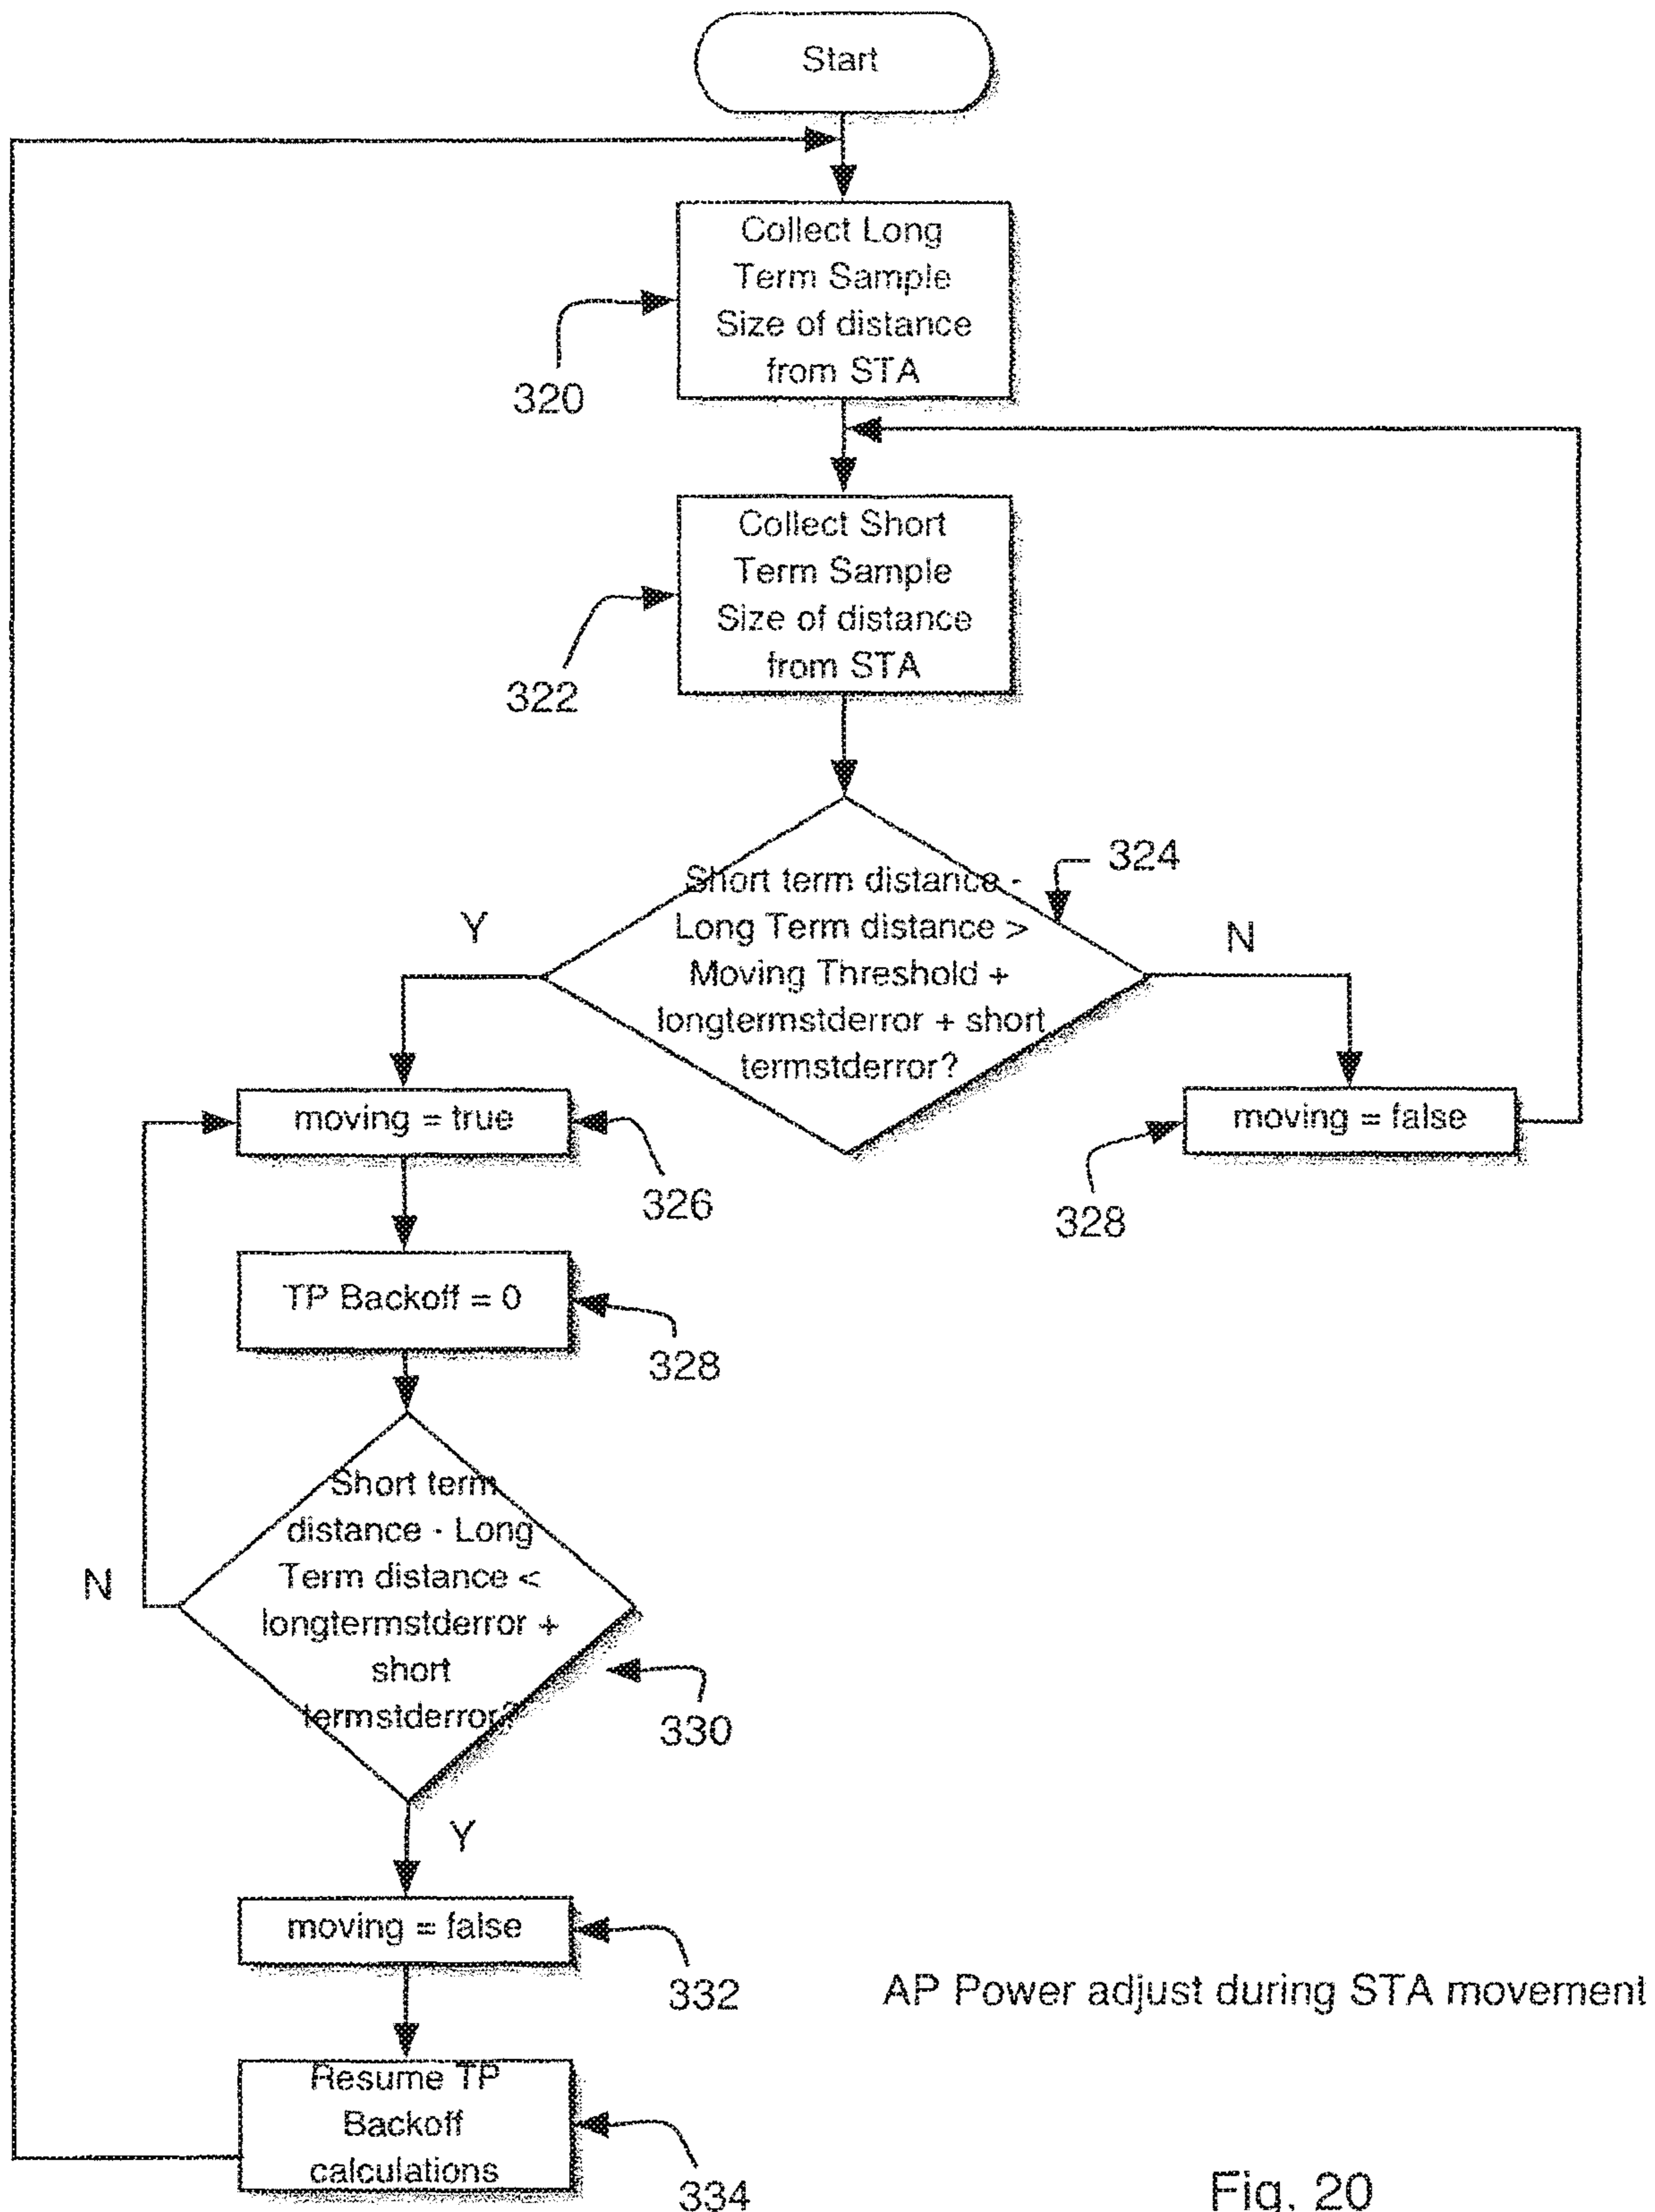 Start
Collect Long
Term Sample
Size of distance
from STA
320
Collect Short
Term Sample
Size of distance
from STA
322
324
Short term distance -
Long Term distance >
Moving Threshold +
longtermstderror + short
termstderror?
Y
N
moving = true
326
moving = false
328
TP Backoff = 0
328
Short term
distance - Long
Term distance <
longtermstderror +
short
termstderror?
N
330
Y
moving = false
332
AP Power adjust during STA movement
Resume TP
Backoff
calculations
334
Fig. 20